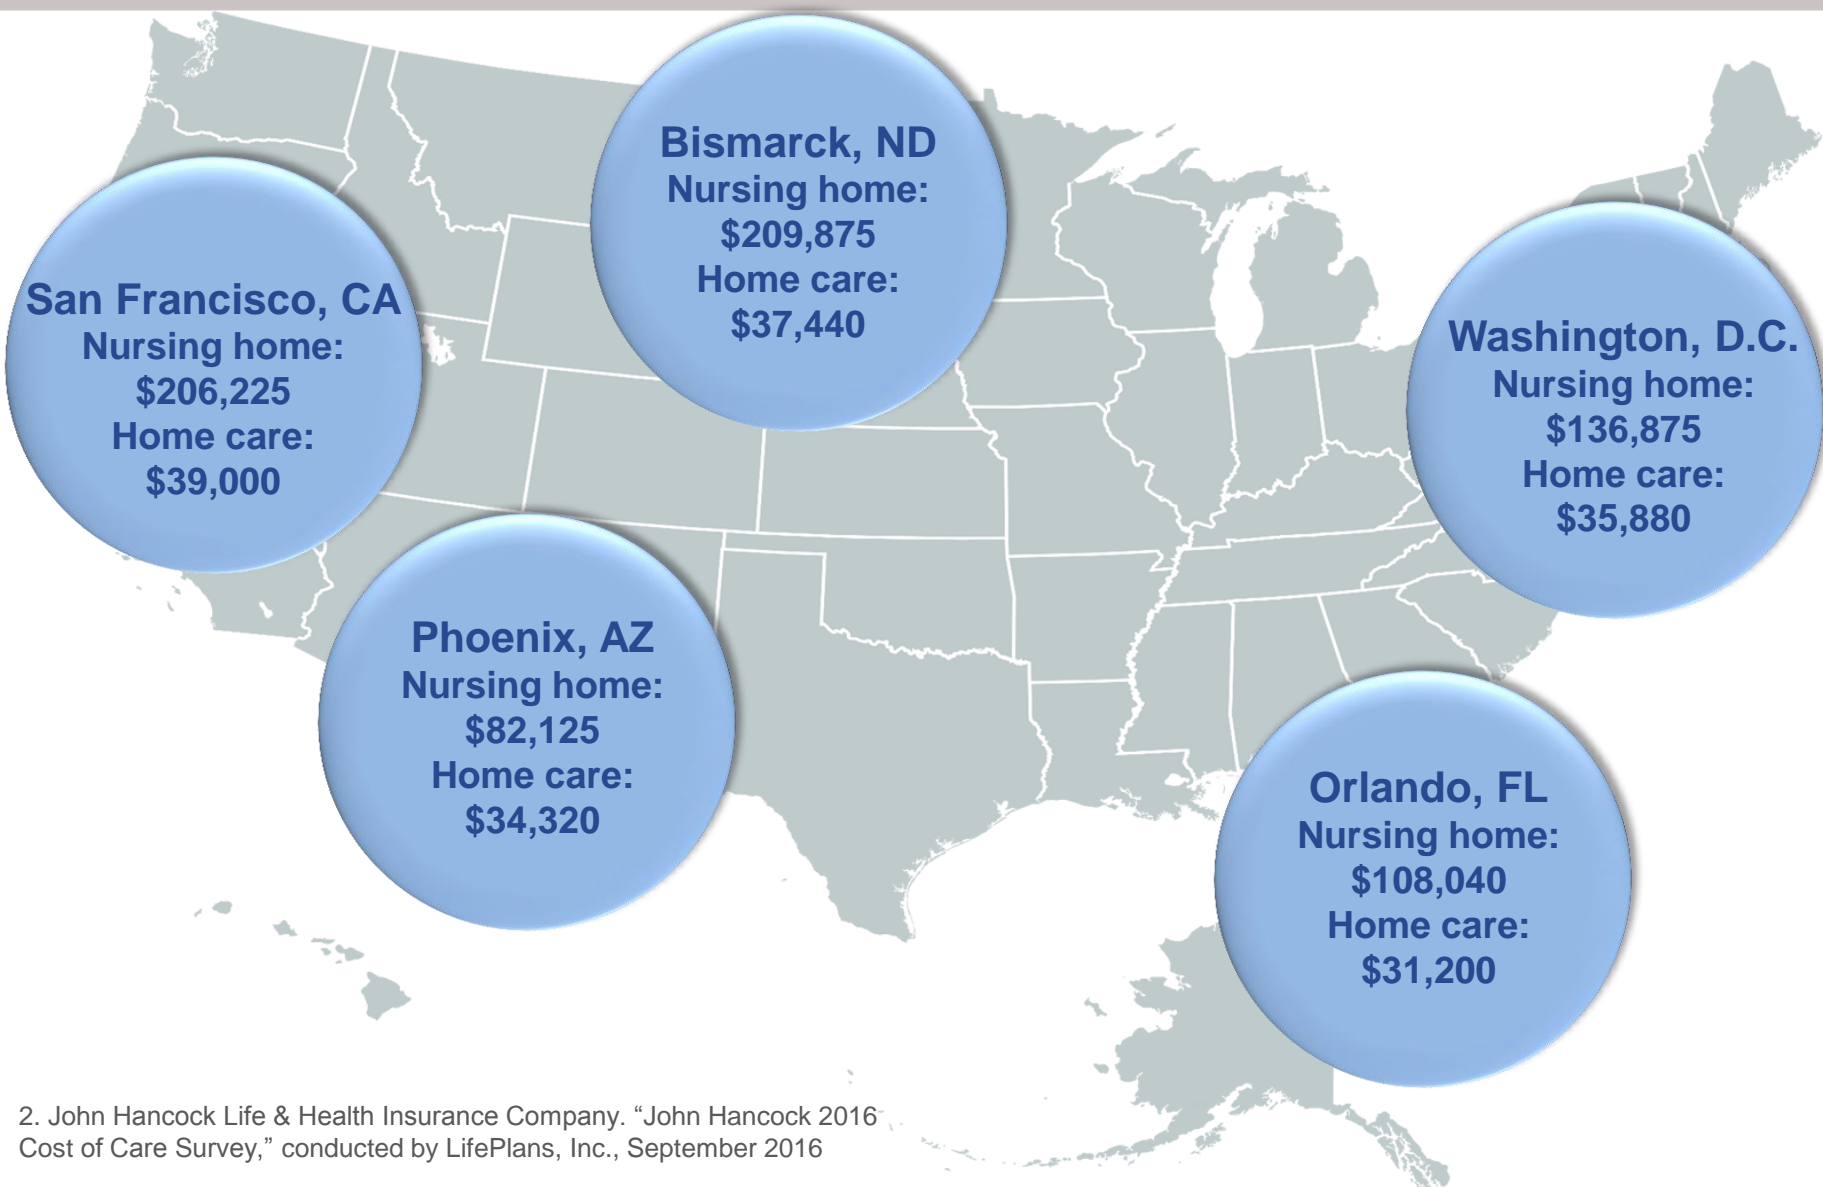 Bismarck, ND
Nursing home:
$209,875
Home care:
$37,440
San Francisco, CA
Nursing home:
$206,225
Home care:
$39,000
Washington, D.C.
Nursing home:
$136,875
Home care:
$35,880
Phoenix, AZ
Nursing home:
$82,125
Home care:
$34,320
Orlando, FL
Nursing home:
$108,040
Home care:
$31,200
2. John Hancock Life & Health Insurance Company. “John Hancock 2016
Cost of Care Survey,” conducted by LifePlans, Inc., September 2016